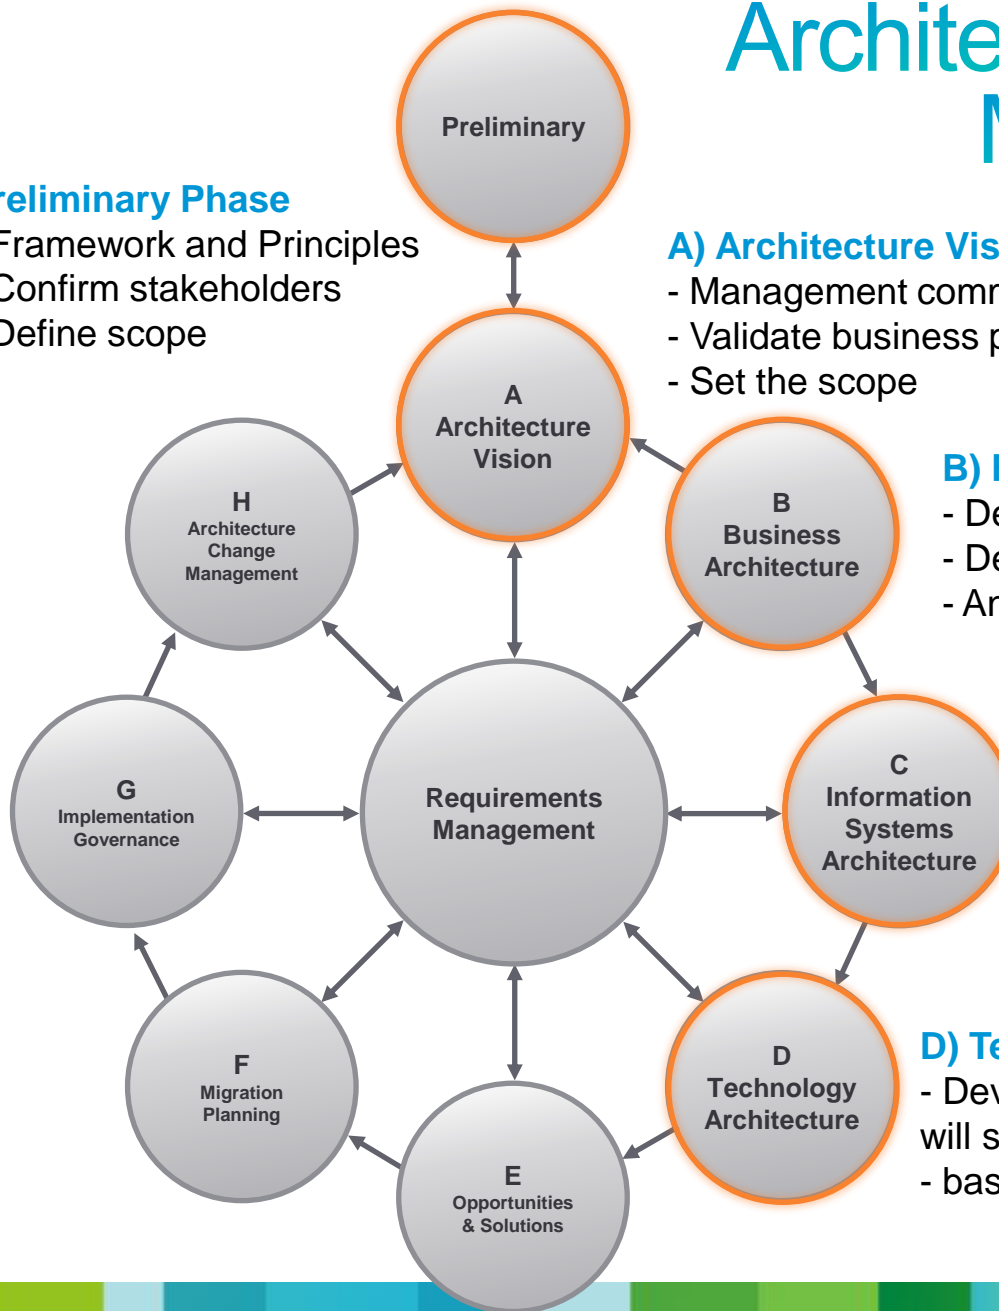 Archite
M
Preliminary
reliminary Phase
Framework and Principles
Confirm stakeholders
Define scope
A) Architecture Vis
- Management comm
- Validate business p
- Set the scope
A
Architecture
Vision
H
Architecture
Change
Management
B
Business
Architecture
B)
- De
- De
- An
G
Implementation
Governance
Requirements
Management
C
Information
Systems
Architecture
F
Migration
Planning
D
Technology
Architecture
D) Te
- Dev
will s
- bas
E
Opportunities
& Solutions